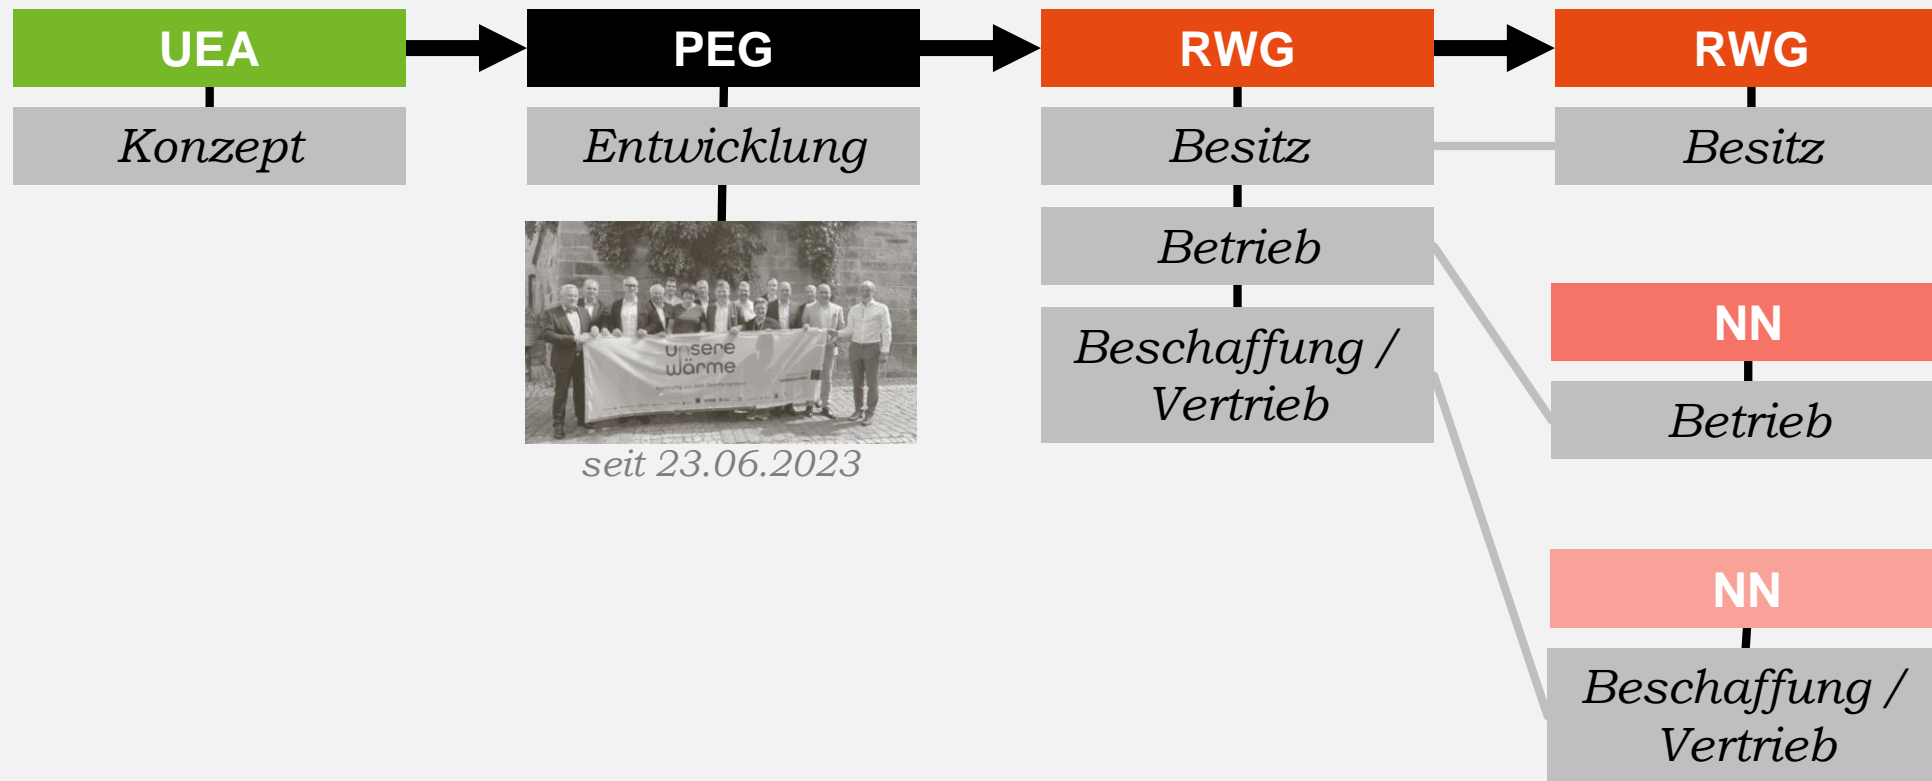 UEA
PEG
RWG
RWG
Konzept
Entwicklung
Besitz
Besitz
unsere
wärme
seit 23.06.2023
Betrieb
Beschaffung /
Vertrieb
NN
Betrieb
NN
Beschaffung /
Vertrieb